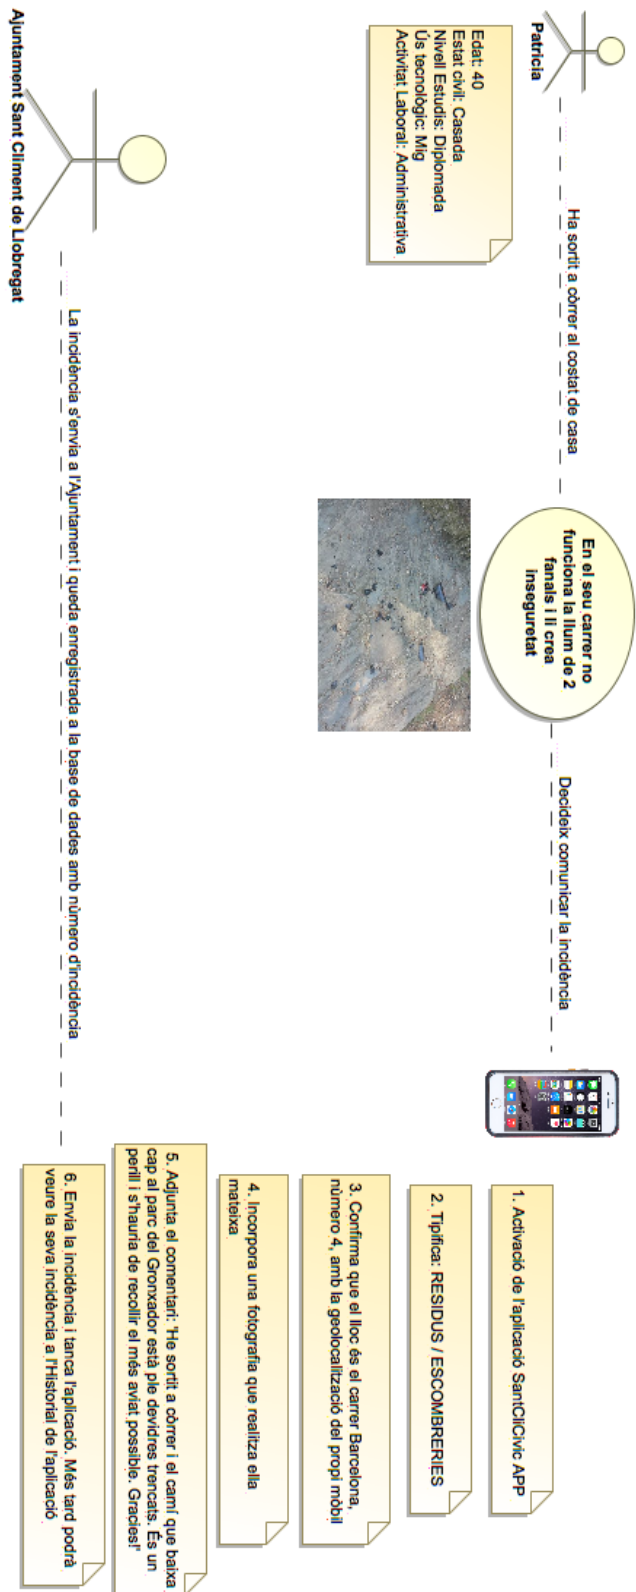 Patricia
Edat: 40
Estat civil: Casada
Nivell Estudis: Diplomada
Ús tecnològic: Mig
Activitat Laboral: Administrativa
Ha sortit a còrrer al costat de casa
En el seu carrer no
funciona la llum de 2
fanals i li crea
inseguretat
Decideix comunicar la incidència
1. Activació de l'aplicació SantCliCivic APP
2. Tipifica: RESIDUS / ESCOMBRERIES
3. Confirma que el lloc és el carrer Barcelona,
número 4, amb la geolocalització del propi mòbil
4. Incorpora una fotografia que realitza ella
mateixa
5. Adjunta el comentari: "He sortit a còrrer i el camí que baixa
cap al parc del Gronxador està ple devidres trencats. És un
perill i s'hauria de recollir el més aviat possible. Gracies!"
6. Envia la incidència i tanca l'aplicació. Més tard podrà
veure la seva incidència a l'Historial de l'aplicació
La incidència s'envia a l'Ajuntament i queda enregistrada a la base de dades amb número d'incidència
Ajuntament Sant Climent de Llobregat